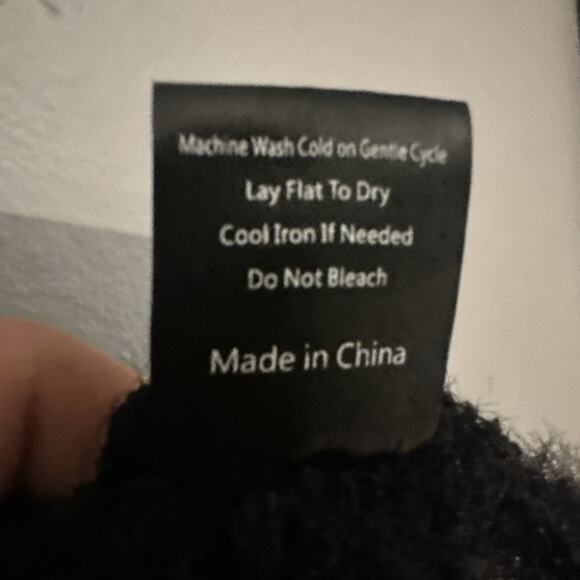 Machine Wash Cold on Gentle Cycle
Lay Flat To Dry
Cool Iron If Needed
Do Not Bleach
Made in China